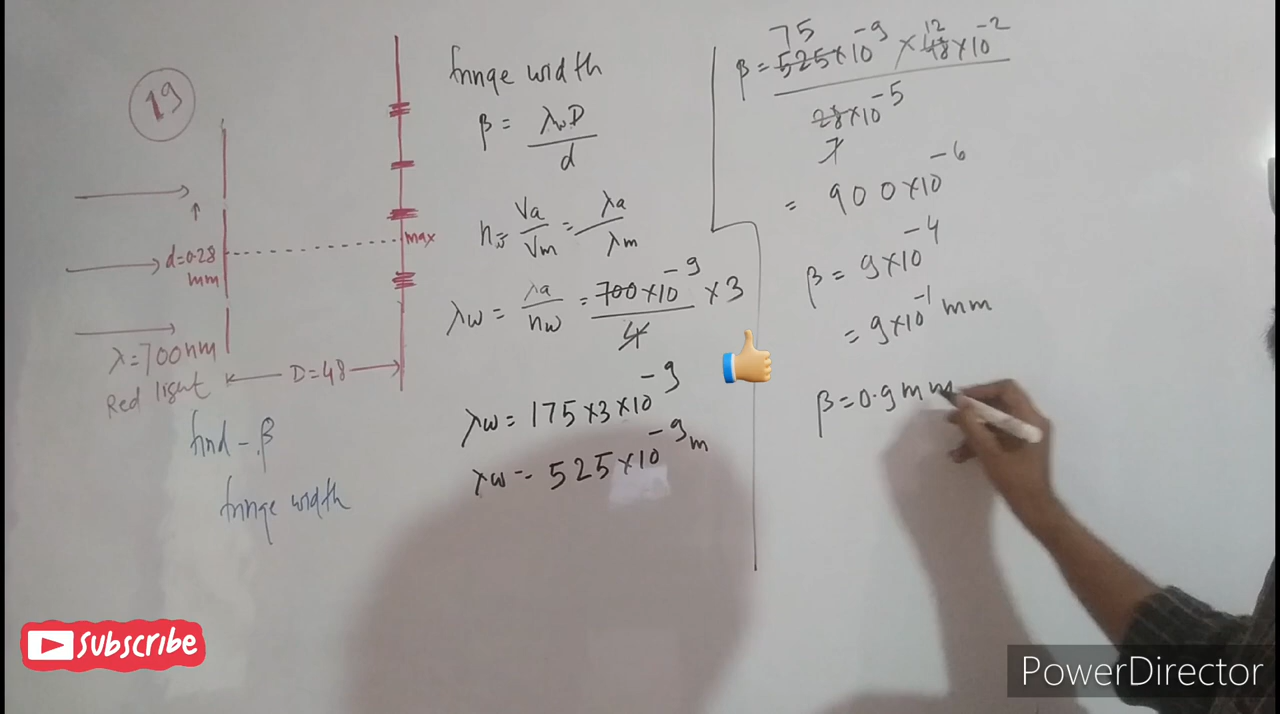 19
max
d=0.28
mm
λ=700nm
Red light
D=48
find - β
fringe width
fringe width
β = λwD / d
nw = Va / Vm = λa / λm
λw = λa / nw = 700×10^-9 / 4 × 3
λw = 175×3×10^-9
λw = 525×10^-9 m
75 12
β = 525×10^-9 × 48×10^-2
28×10^-5
7
= 900×10^-6
β = 9×10^-4
= 9×10^-1 mm
β=0.9mm
Subscribe
PowerDirector